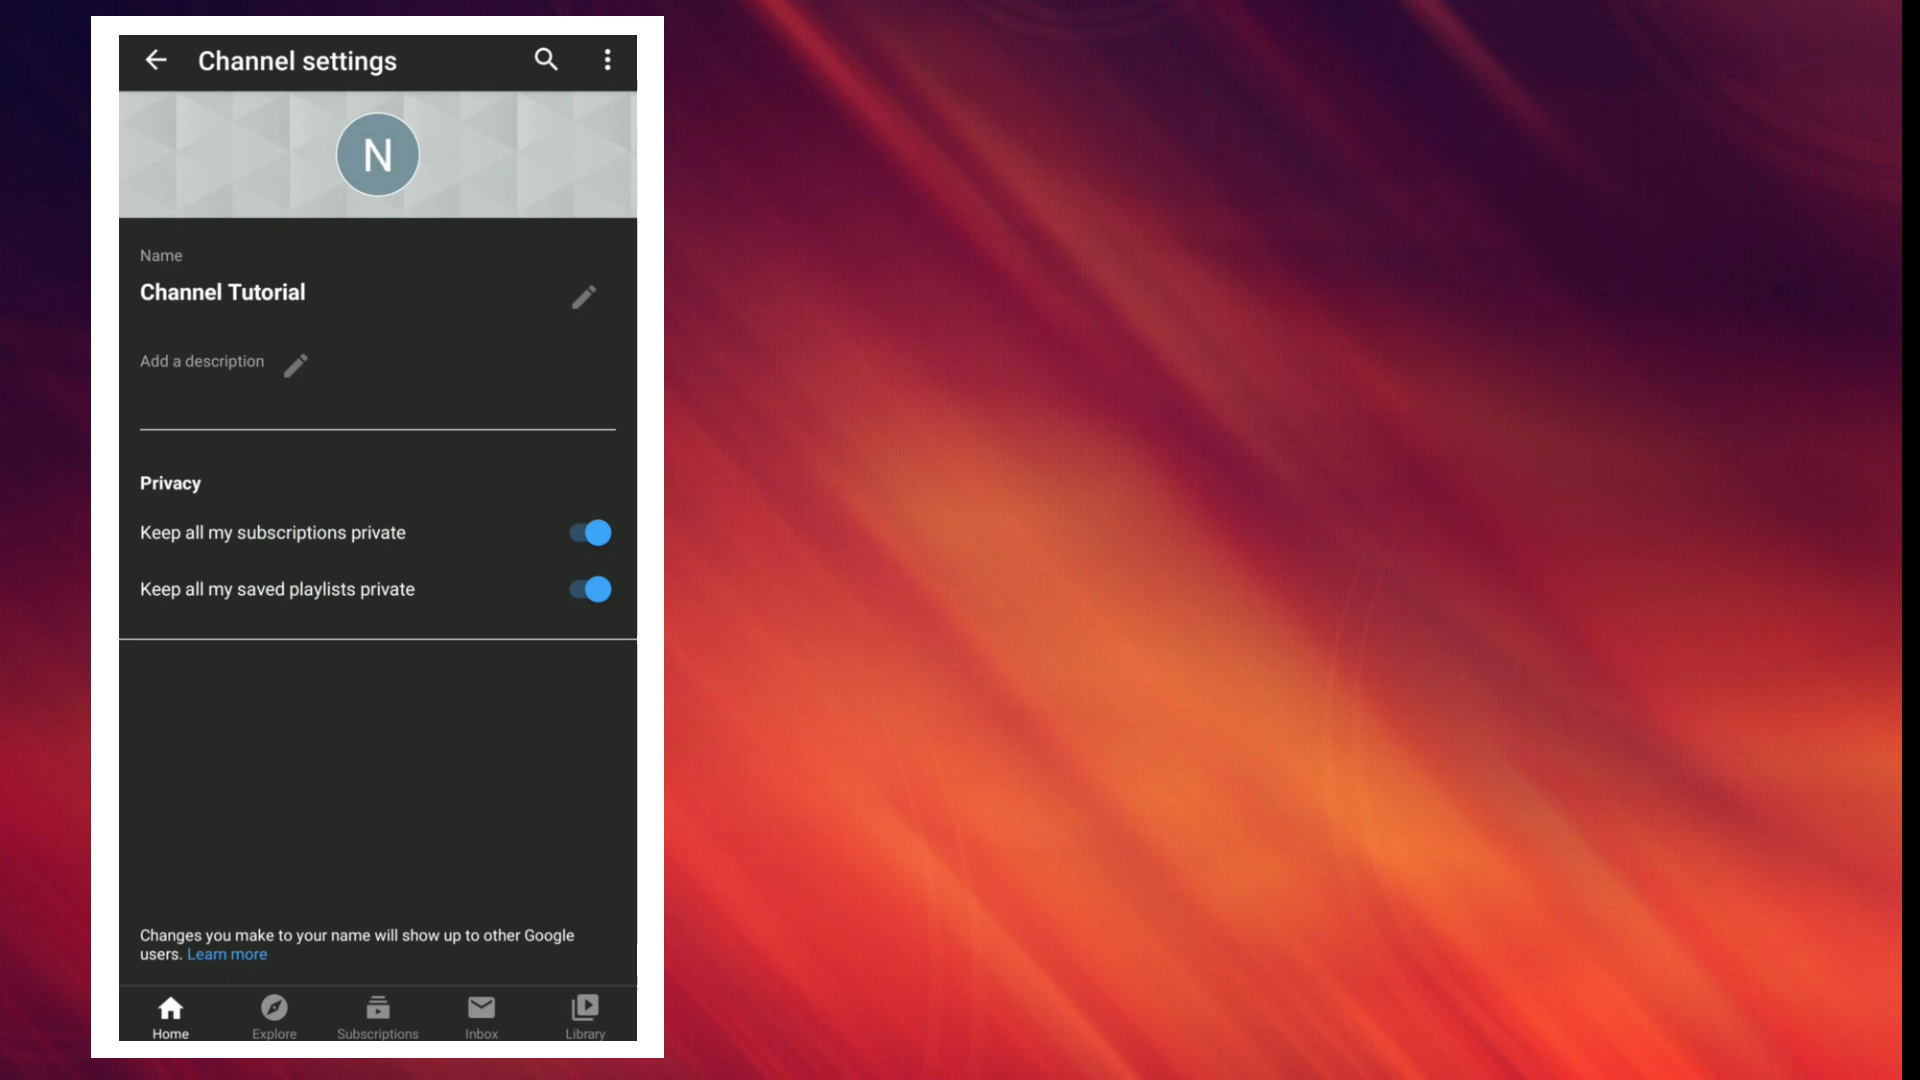 Channel settings
N
Name
Channel Tutorial
Add a description
Privacy
Keep all my subscriptions private
Keep all my saved playlists private
Changes you make to your name will show up to other Google
users. Learn more
Home Explore Subscriptions Inbox Library